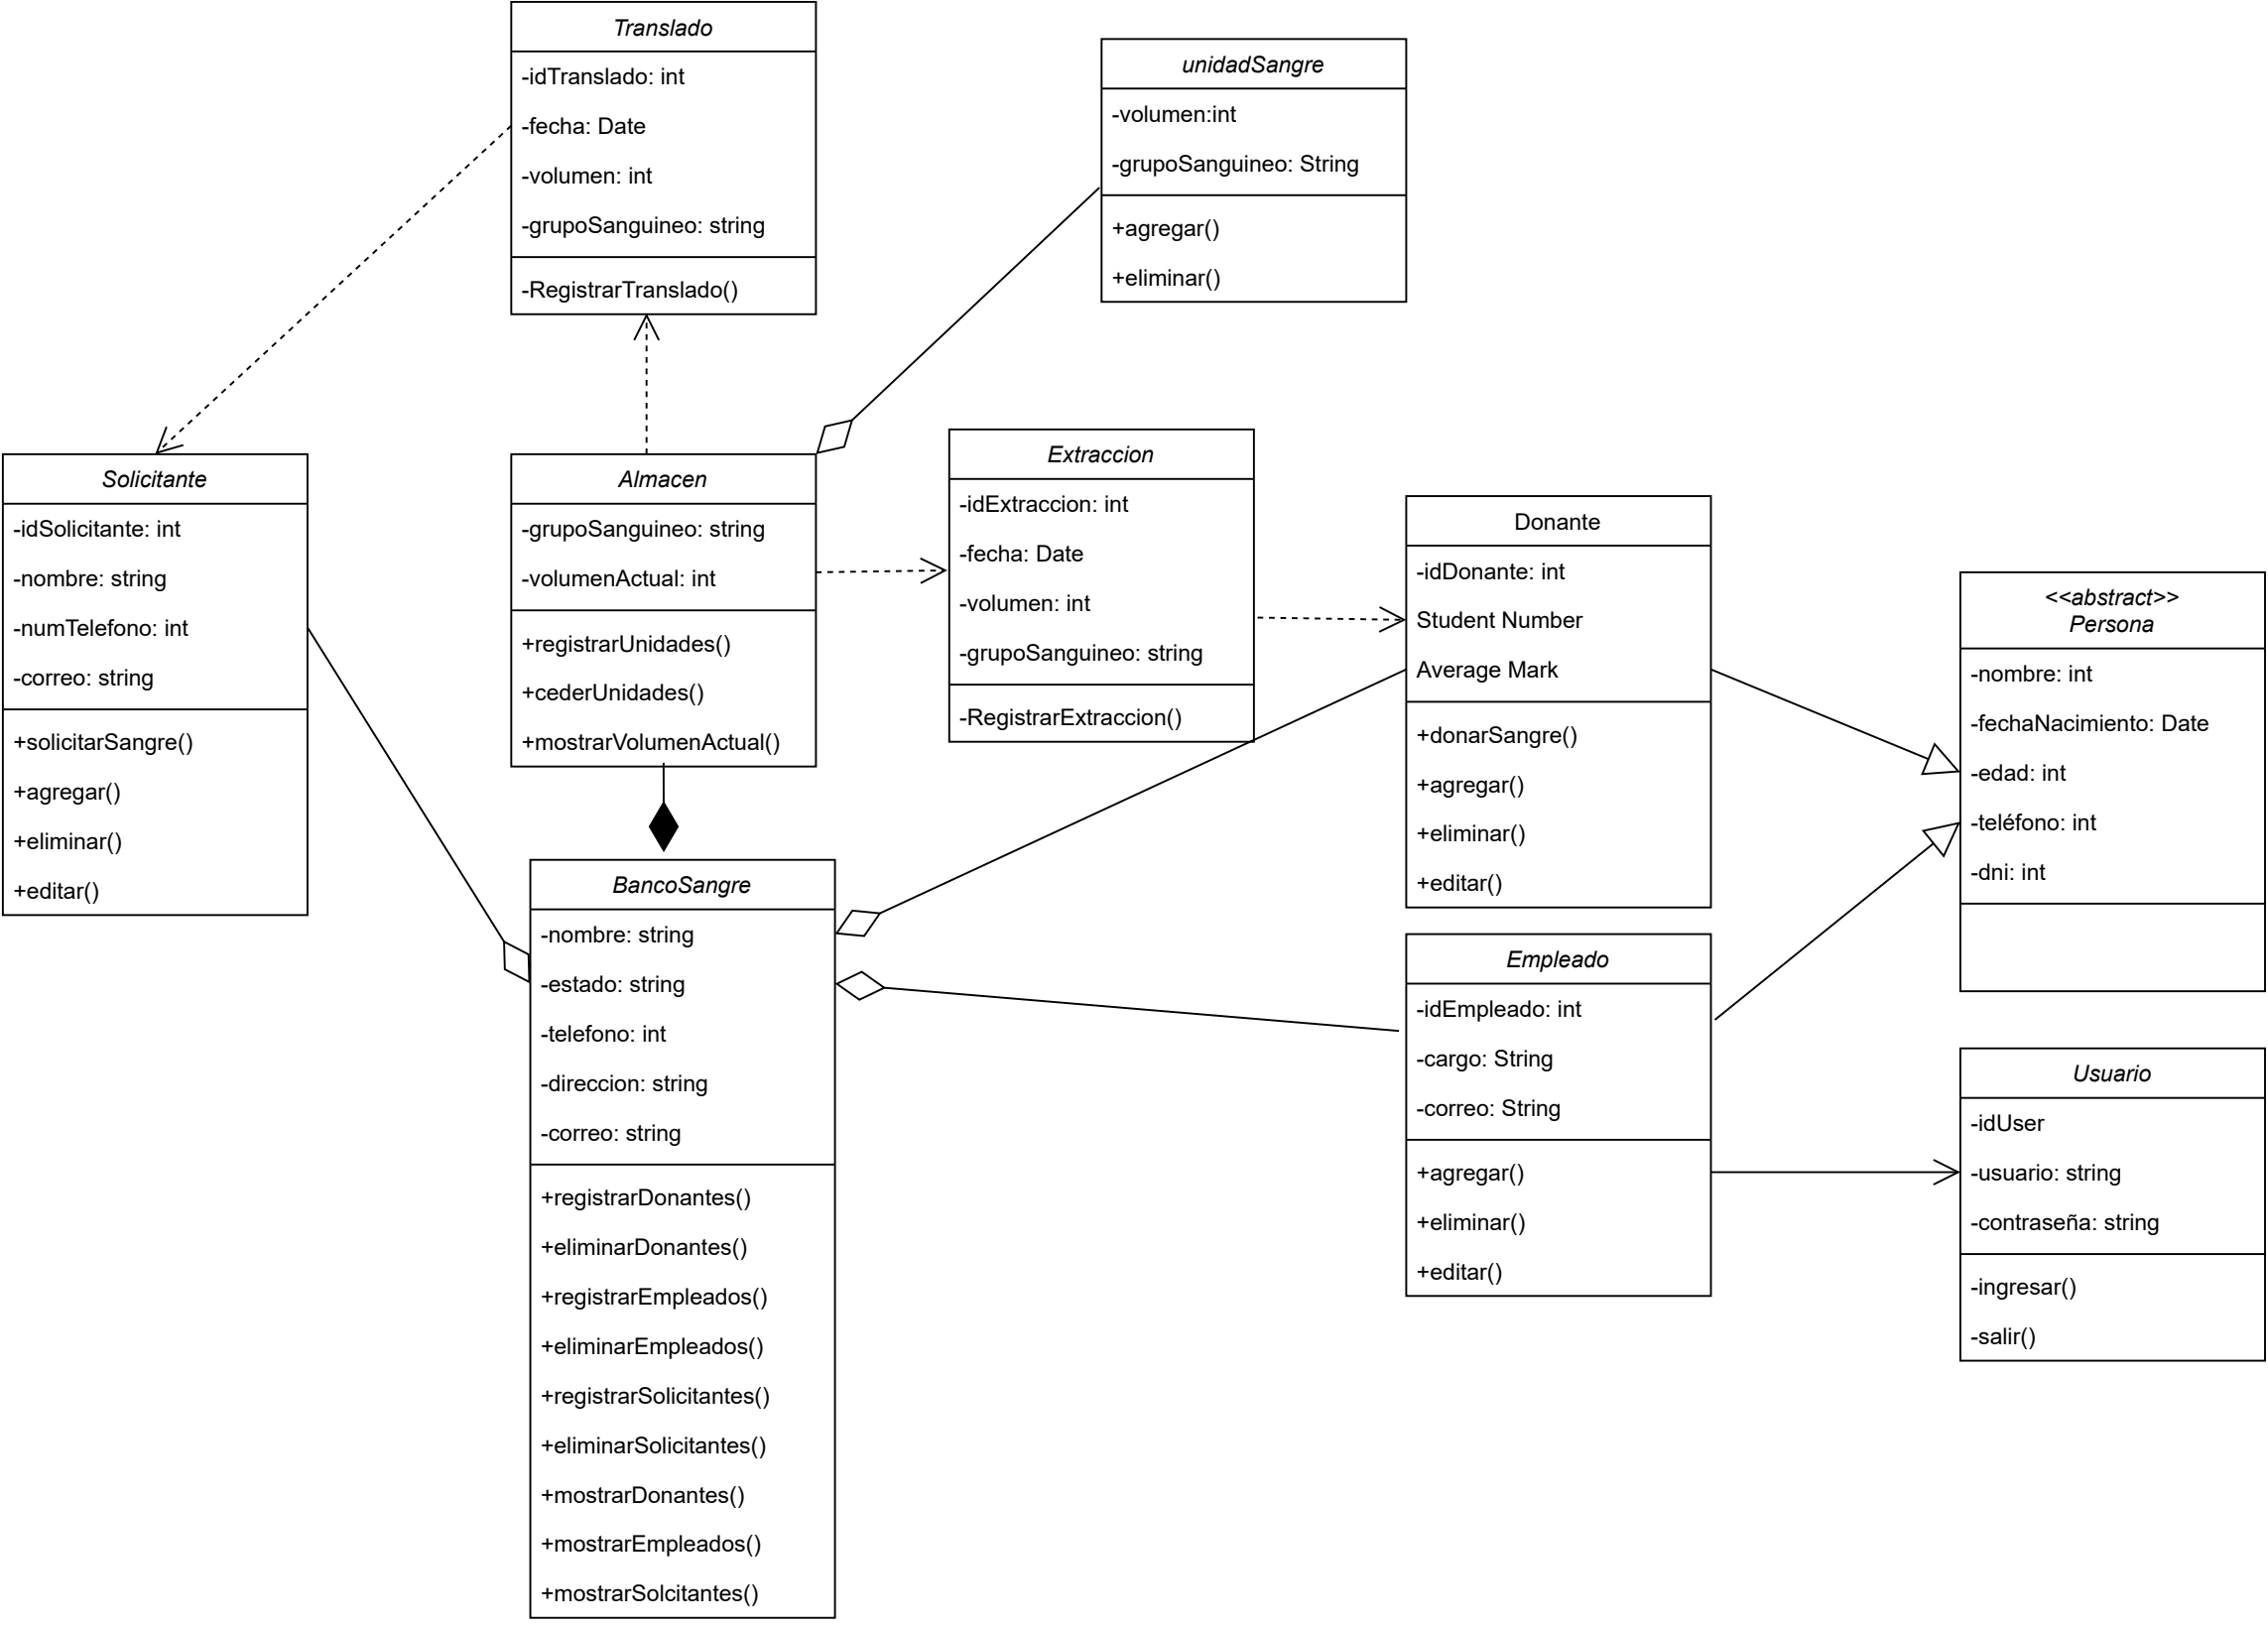 Translado
-idTranslado: int
-fecha: Date
-volumen: int
-grupoSanguineo: string
-RegistrarTranslado()
unidadSangre
-volumen:int
-grupoSanguineo: String
+agregar()
+eliminar()
Solicitante
-idSolicitante: int
-nombre: string
-numTelefono: int
-correo: string
+solicitarSangre()
+agregar()
+eliminar()
+editar()
Almacen
-grupoSanguineo: string
-volumenActual: int
+registrarUnidades()
+cederUnidades()
+mostrarVolumenActual()
Extraccion
-idExtraccion: int
-fecha: Date
-volumen: int
-grupoSanguineo: string
-RegistrarExtraccion()
Donante
-idDonante: int
Student Number
Average Mark
+donarSangre()
+agregar()
+eliminar()
+editar()
<<abstract>>
Persona
-nombre: int
-fechaNacimiento: Date
-edad: int
-teléfono: int
-dni: int
BancoSangre
-nombre: string
-estado: string
-telefono: int
-direccion: string
-correo: string
+registrarDonantes()
+eliminarDonantes()
+registrarEmpleados()
+eliminarEmpleados()
+registrarSolicitantes()
+eliminarSolicitantes()
+mostrarDonantes()
+mostrarEmpleados()
+mostrarSolcitantes()
Empleado
-idEmpleado: int
-cargo: String
-correo: String
+agregar()
+eliminar()
+editar()
Usuario
-idUser
-usuario: string
-contraseña: string
-ingresar()
-salir()